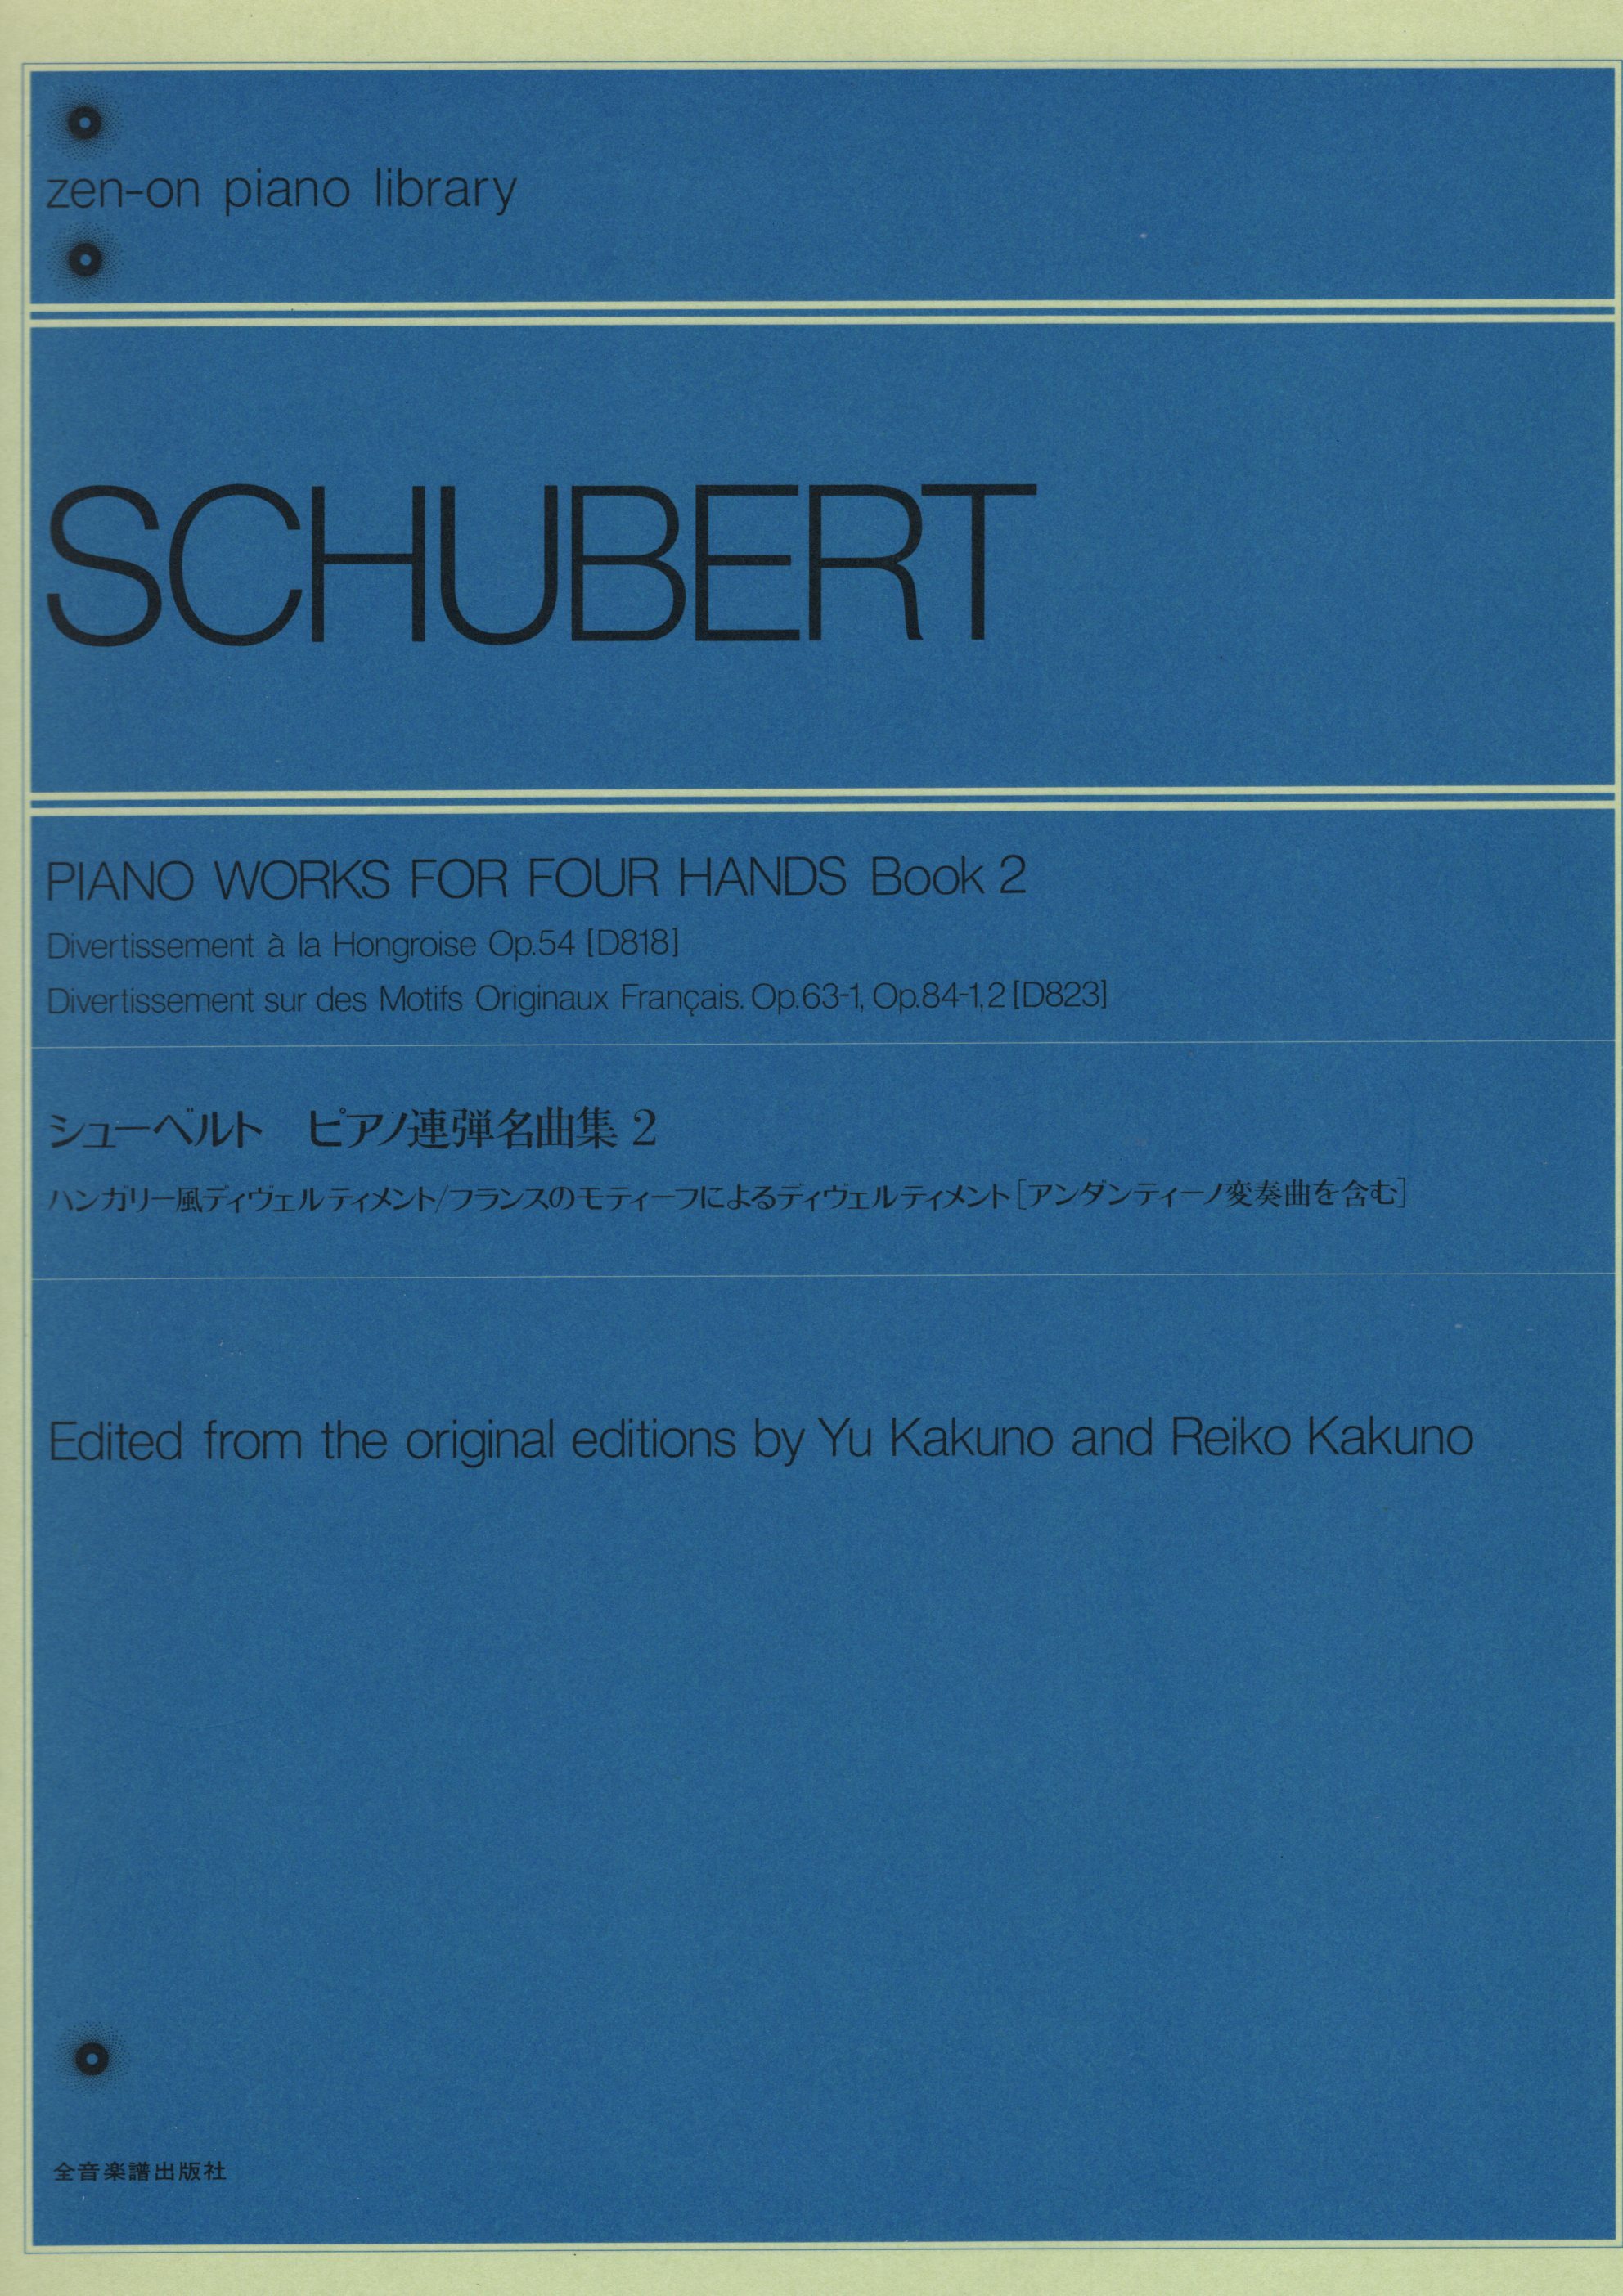 zen-on piano library
SCHUBERT
PIANO WORKS FOR FOUR HANDS Book 2
Divertissement à la Hongroise Op.54 [D818]
Divertissement sur des Motifs Originaux Français. Op.63-1, Op.84-1,2 [D823]
シューベルト ピアノ連弾名曲集 2
ハンガリー風ディヴェルティメント/フランスのモティーフによるディヴェルティメント[アンダンティーノ変奏曲を含む]
Edited from the original editions by Yu Kakuno and Reiko Kakuno
全音楽譜出版社